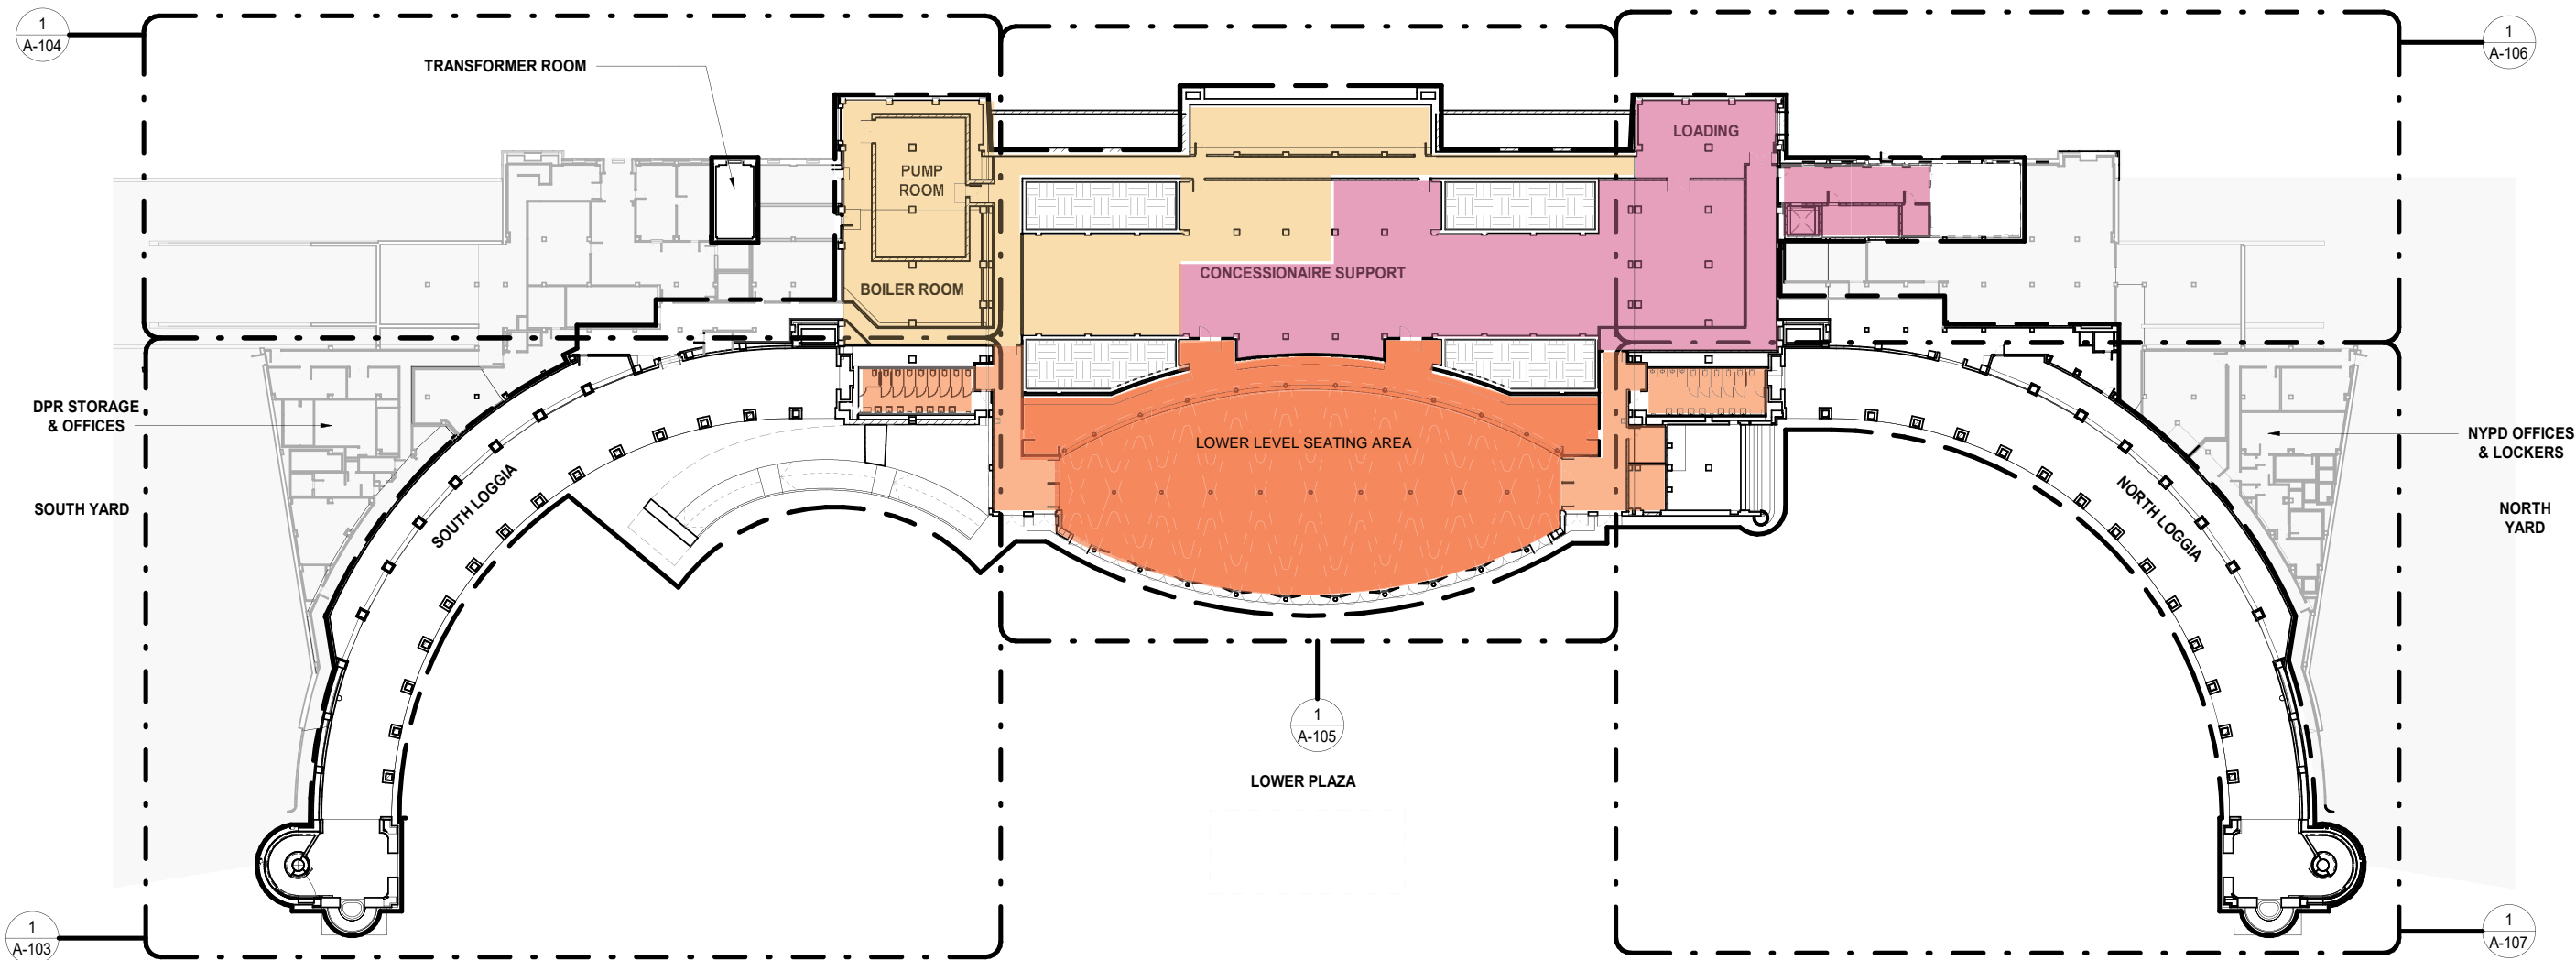 1
A-104
1
A-106
TRANSFORMER ROOM
LOADING
PUMP
ROOM
CONCESSIONAIRE SUPPORT
BOILER ROOM
DPR STORAGE
& OFFICES
LOWER LEVEL SEATING AREA
NYPD OFFICES
& LOCKERS
SOUTH YARD
SOUTH LOGGIA
NORTH LOGGIA
NORTH
YARD
1
A-105
LOWER PLAZA
1
A-103
1
A-107